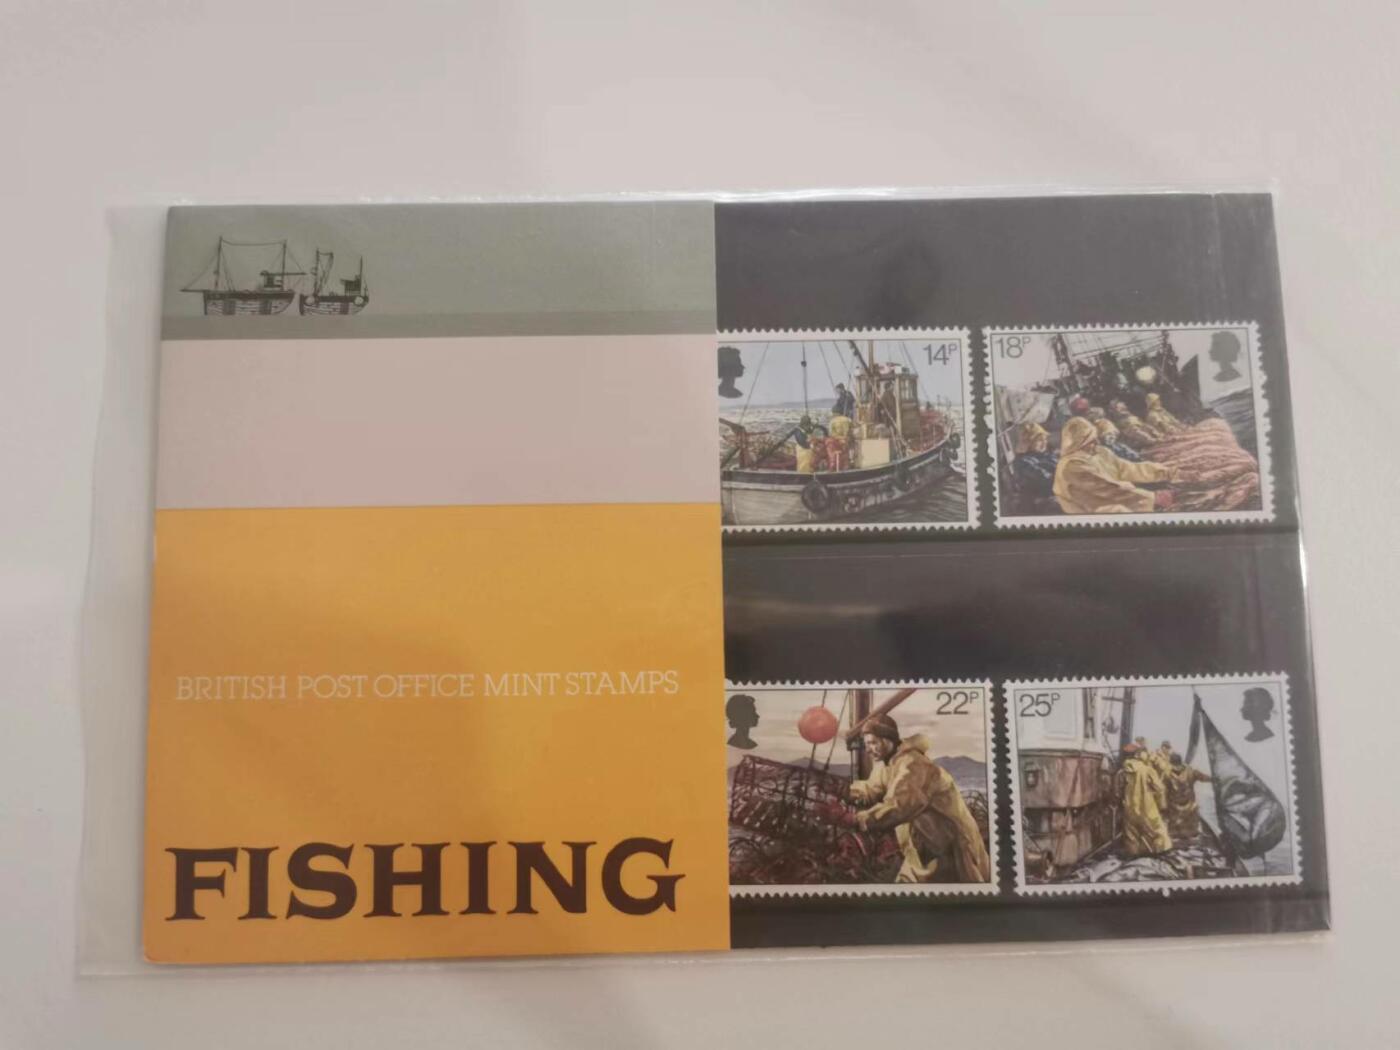 14P
18P
BRITISH POST OFFICE MINT STAMPS
22P
25P
FISHING